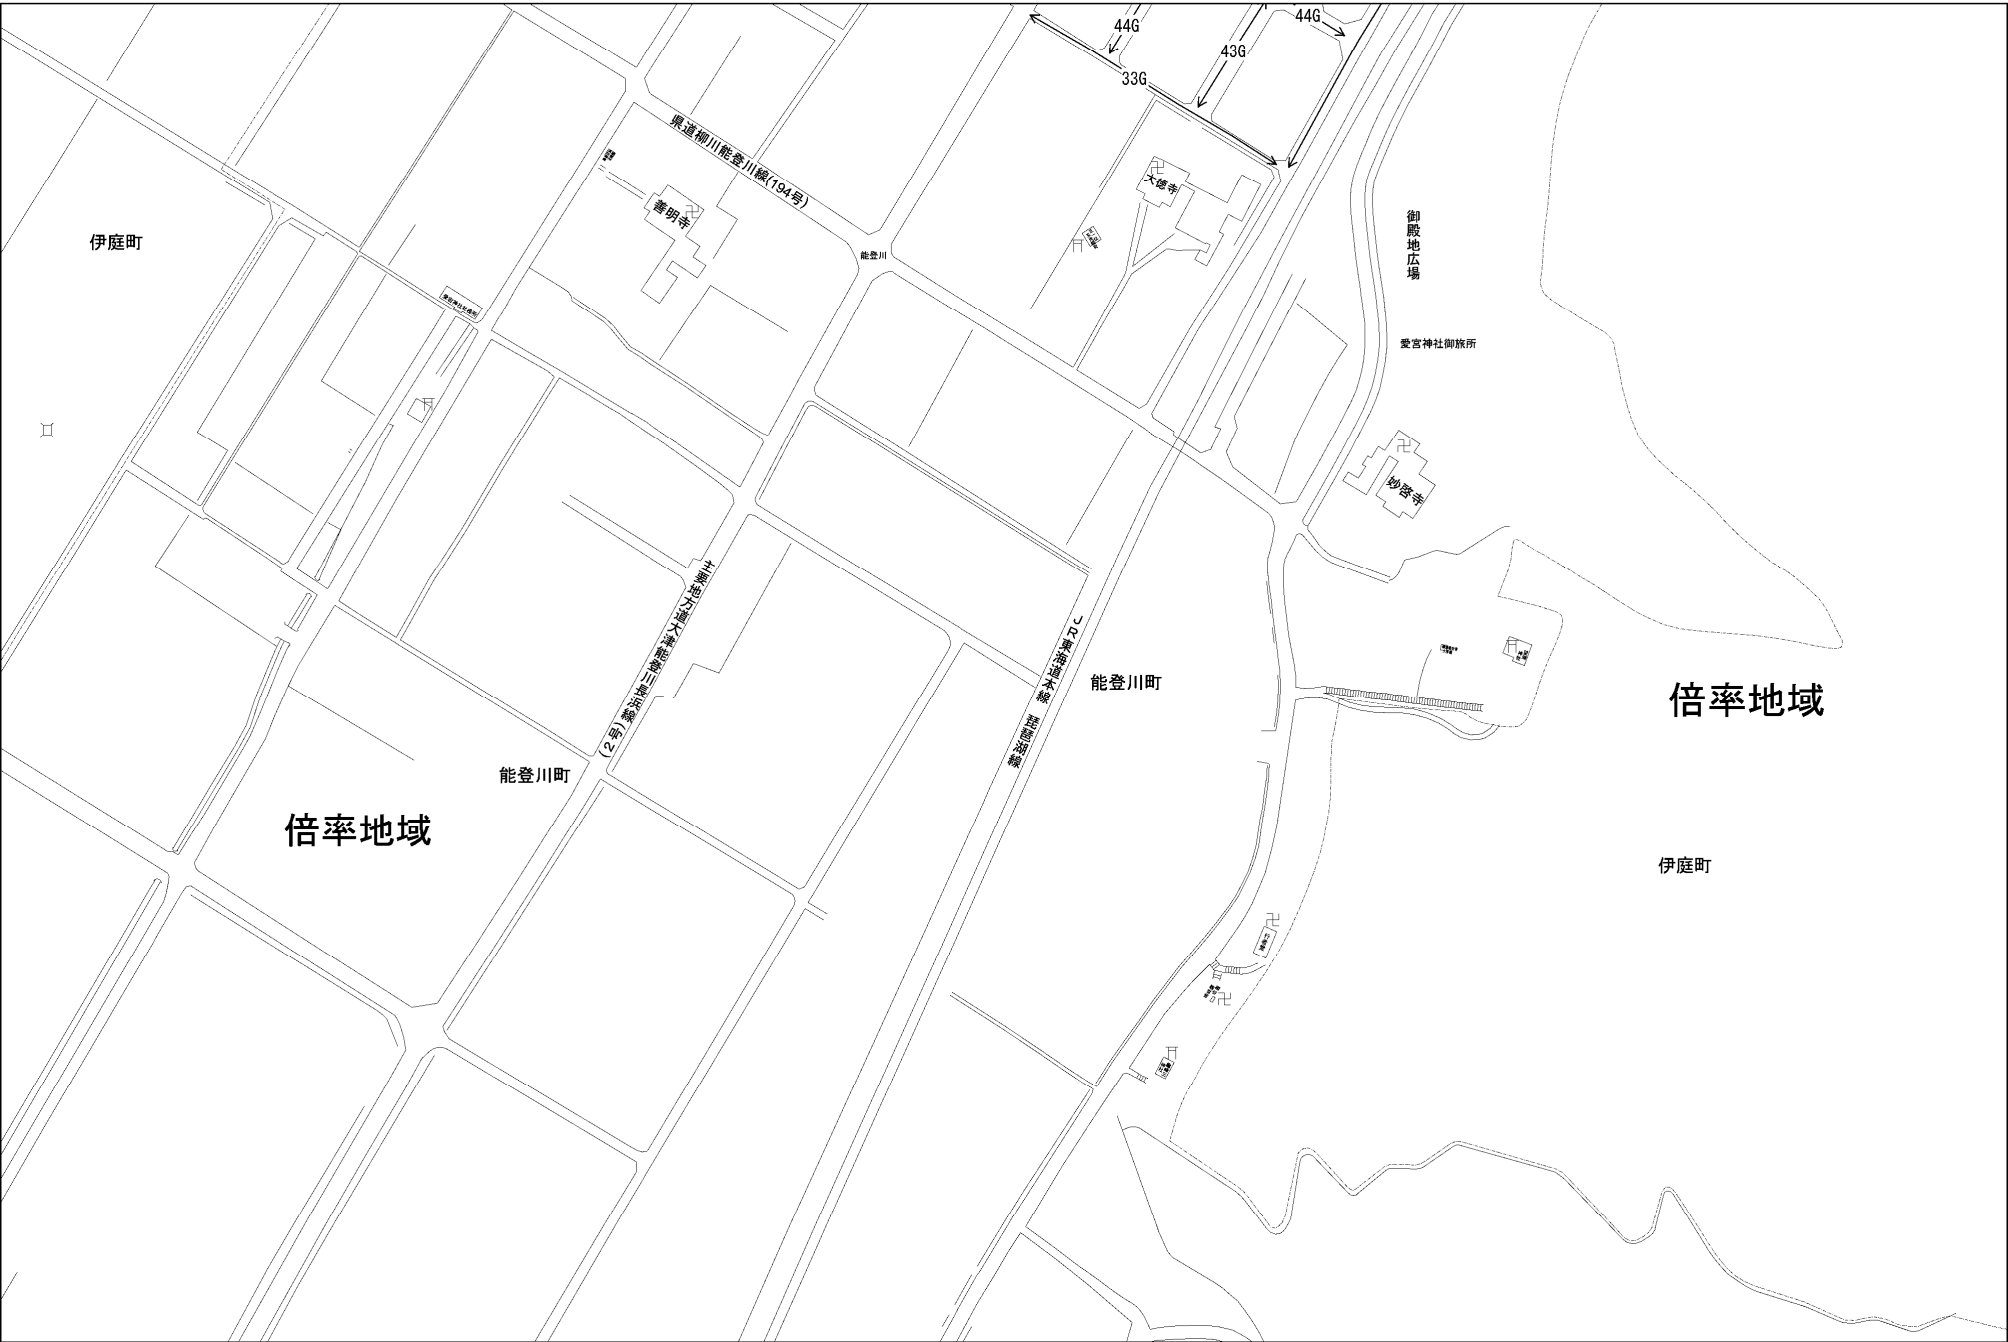 44G
44G
43G
33G
県道柳川能登川線(194号)
大徳寺
善明寺
御殿地広場
伊庭町
能登川
愛宮神社御旅所
妙啓寺
主要地方道大津能登川長浜線
(2号)
JR東海道本線 琵琶湖線
能登川町
倍率地域
能登川町
倍率地域
伊庭町